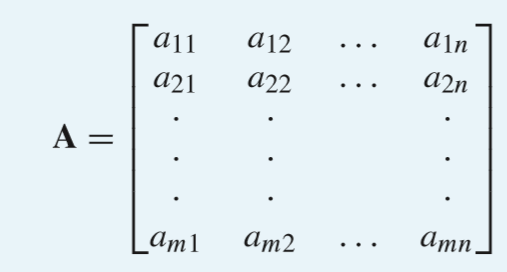 a11 a12 ... a1n
a21 a22 ... a2n
. . .
A = . . .
. . .
am1 am2 ... amn